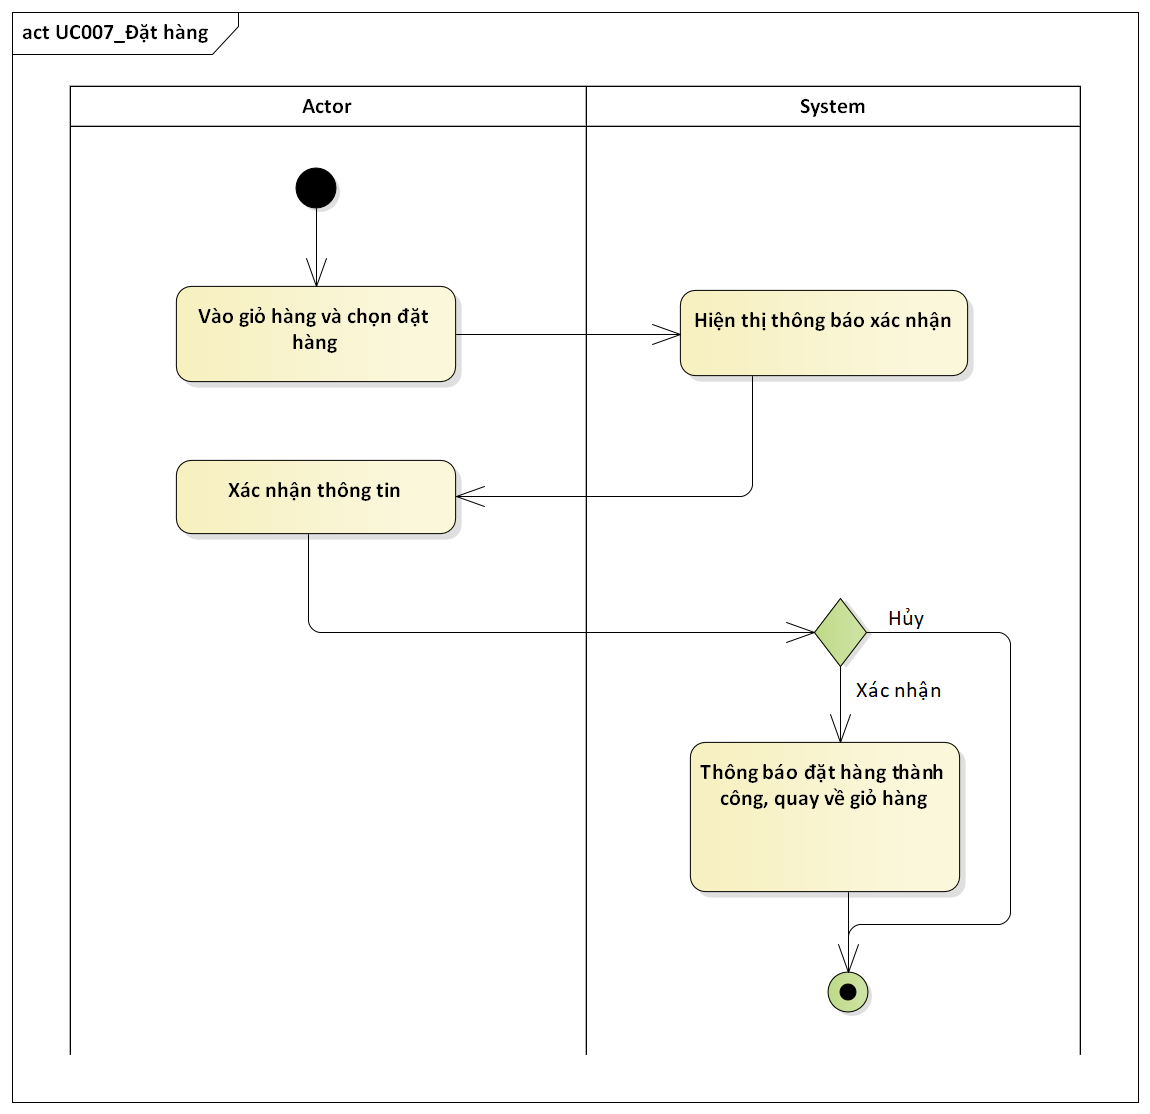 act UC007_Đặt hàng
Actor
System
Vào giỏ hàng và chọn đặt
hàng
Hiện thị thông báo xác nhận
Xác nhận thông tin
Hủy
Xác nhận
Thông báo đặt hàng thành
công, quay về giỏ hàng